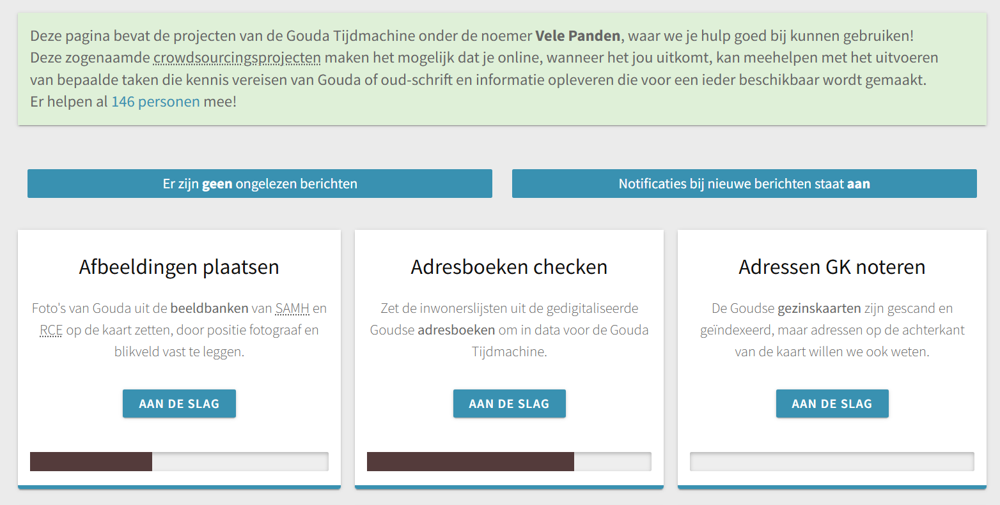 Deze pagina bevat de projecten van de Gouda Tijdmachine onder de noemer Vele Panden, waar we je hulp goed bij kunnen gebruiken!
Deze zogenaamde crowdsourcingsprojecten maken het mogelijk dat je online, wanneer het jou uitkomt, kan meehelpen met het uitvoeren
van bepaalde taken die kennis vereisen van Gouda of oud-schrift en informatie opleveren die voor een ieder beschikbaar wordt gemaakt.
Er helpen al 146 personen mee!
Er zijn geen ongelezen berichten
Notificaties bij nieuwe berichten staat aan
Afbeeldingen plaatsen
Foto's van Gouda uit de beeldbanken van SAMH en
RCE op de kaart zetten, door positie fotograaf en
blikveld vast te leggen.
AAN DE SLAG
Adresboeken checken
Zet de inwonerslijsten uit de gedigitaliseerde
Goudse adresboeken om in data voor de Gouda
Tijdmachine.
AAN DE SLAG
Adressen GK noteren
De Goudse gezinskaarten zijn gescand en
geïndexeerd, maar adressen op de achterkant
van de kaart willen we ook weten.
AAN DE SLAG